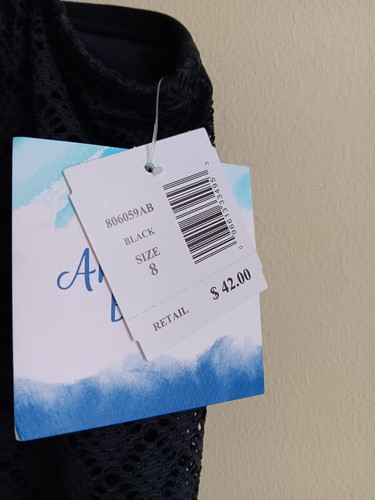 806059AB
BLACK
SIZE
8
RETAIL
$ 42.00